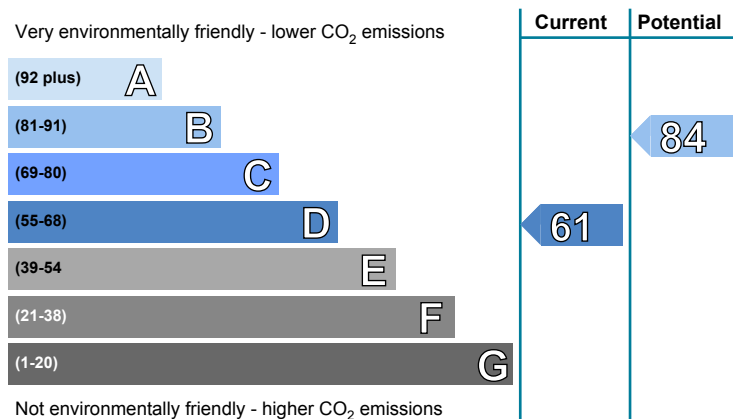 Current Potential
Very environmentally friendly - lower CO2 emissions
(92 plus) A
(81-91) B
84
(69-80) C
(55-68) D
61
(39-54 E
(21-38) F
(1-20) G
Not environmentally friendly - higher CO2 emissions